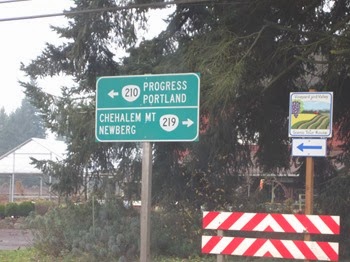 210 PROGRESS
PORTLAND
CHEHALEM MT 219
NEWBERG